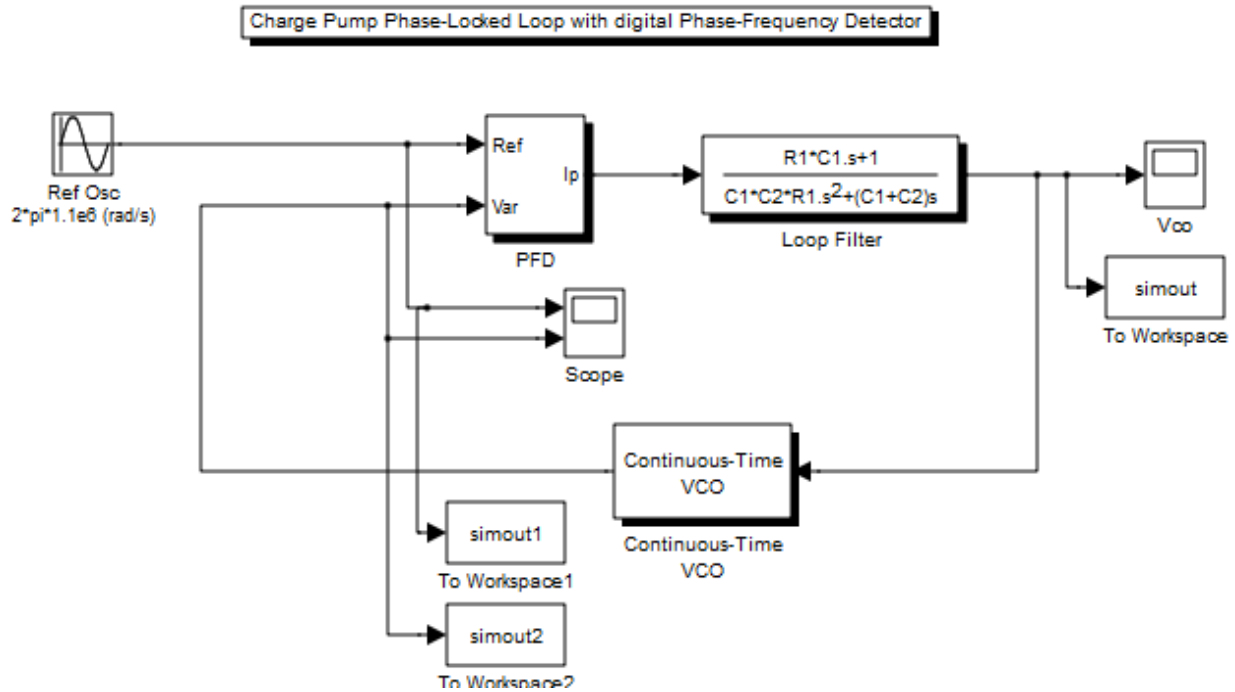 Charge Pump Phase-Locked Loop with digital Phase-Frequency Detector
Ref Osc
2*pi*1.1e6 (rad/s)
Ref
Var
Ip
PFD
R1*C1.s+1
C1*C2*R1.s²+(C1+C2)s
Loop Filter
Vco
simout
To Workspace
Scope
Continuous-Time
VCO
Continuous-Time
VCO
simout1
To Workspace1
simout2
To Workspace2